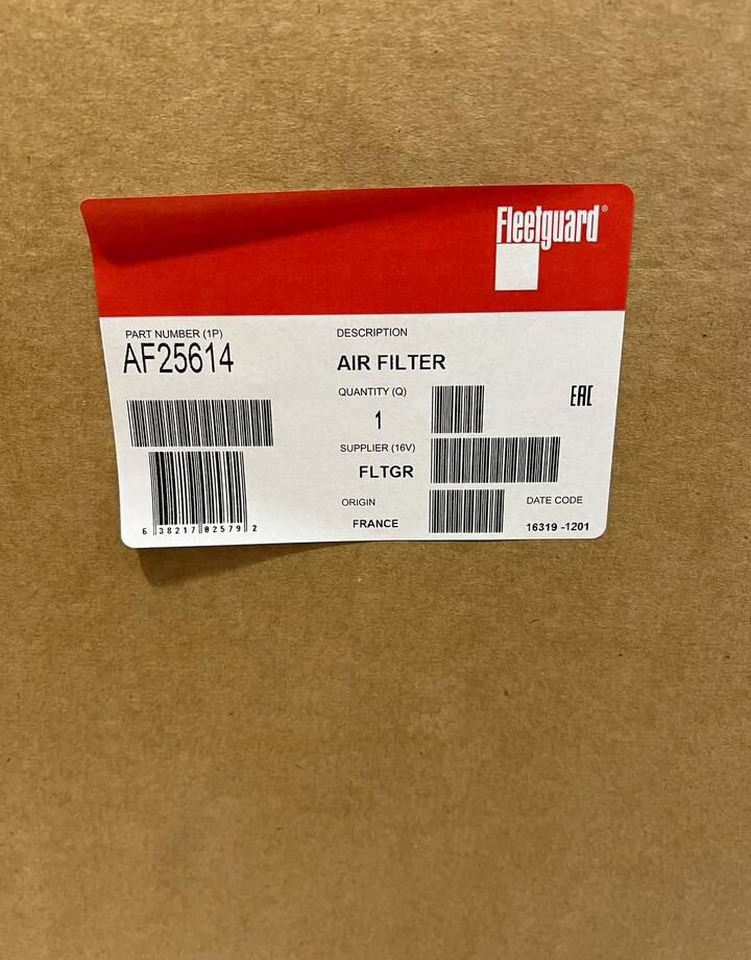 Fleetguard®
PART NUMBER (1P)
AF25614
DESCRIPTION
AIR FILTER
QUANTITY (Q)
1
EAC
SUPPLIER (16V)
FLTGR
ORIGIN
FRANCE
DATE CODE
16319 -1201
6 38217 02579 2